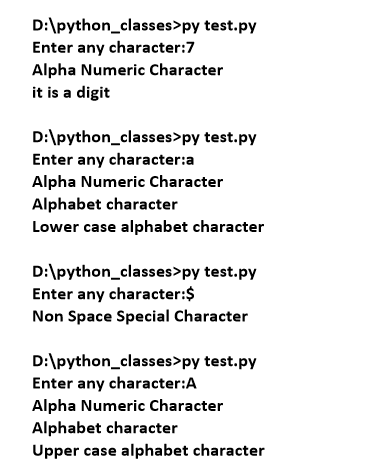 D:\python_classes>py test.py
Enter any character:7
Alpha Numeric Character
it is a digit
D:\python_classes>py test.py
Enter any character:a
Alpha Numeric Character
Alphabet character
Lower case alphabet character
D:\python_classes>py test.py
Enter any character:$
Non Space Special Character
D:\python_classes>py test.py
Enter any character:A
Alpha Numeric Character
Alphabet character
Upper case alphabet character